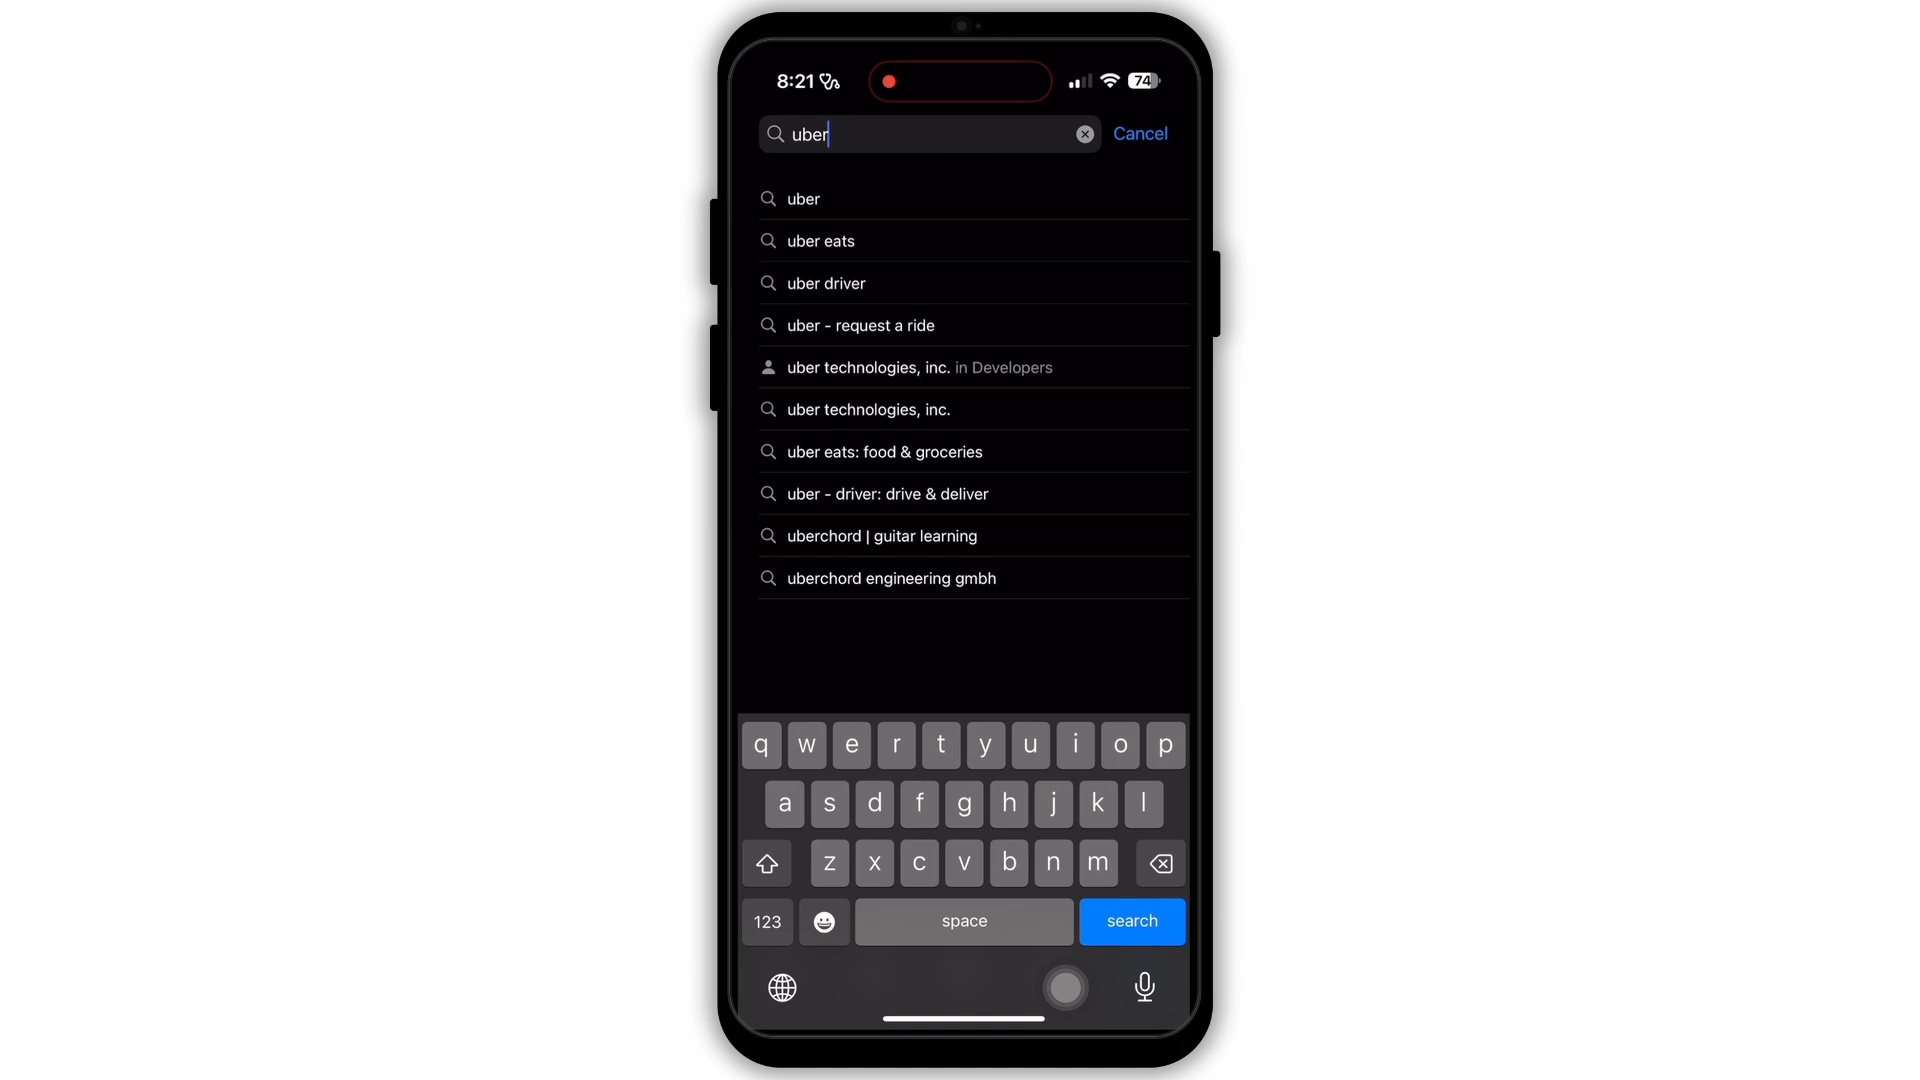 8:21
74
uber
Cancel
uber
uber eats
uber driver
uber - request a ride
uber technologies, inc. in Developers
uber technologies, inc.
uber eats: food & groceries
uber - driver: drive & deliver
uberchord | guitar learning
uberchord engineering gmbh
q w e r t y u i o p
a s d f g h j k l
z x c v b n m
123 space search